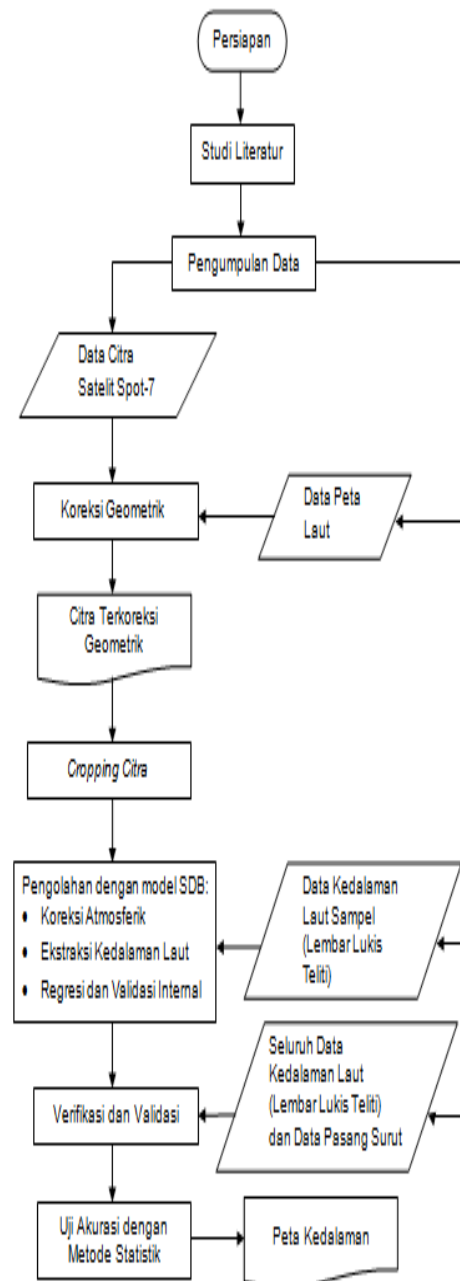 Persiapan
Studi Literatur
Pengumpulan Data
Data Citra
Satelit Spot-7
Koreksi Geometrik
Data Peta
Laut
Citra Terkoreksi
Geometrik
Cropping Citra
Pengolahan dengan model SDB:
• Koreksi Atmosferik
• Ekstraksi Kedalaman Laut
• Regresi dan Validasi Internal
Data Kedalaman
Laut Sampel
(Lembar Lukis
Teliti)
Seluruh Data
Kedalaman Laut
(Lembar Lukis Teliti)
dan Data Pasang Surut
Verifikasi dan Validasi
Uji Akurasi dengan
Metode Statistik
Peta Kedalaman